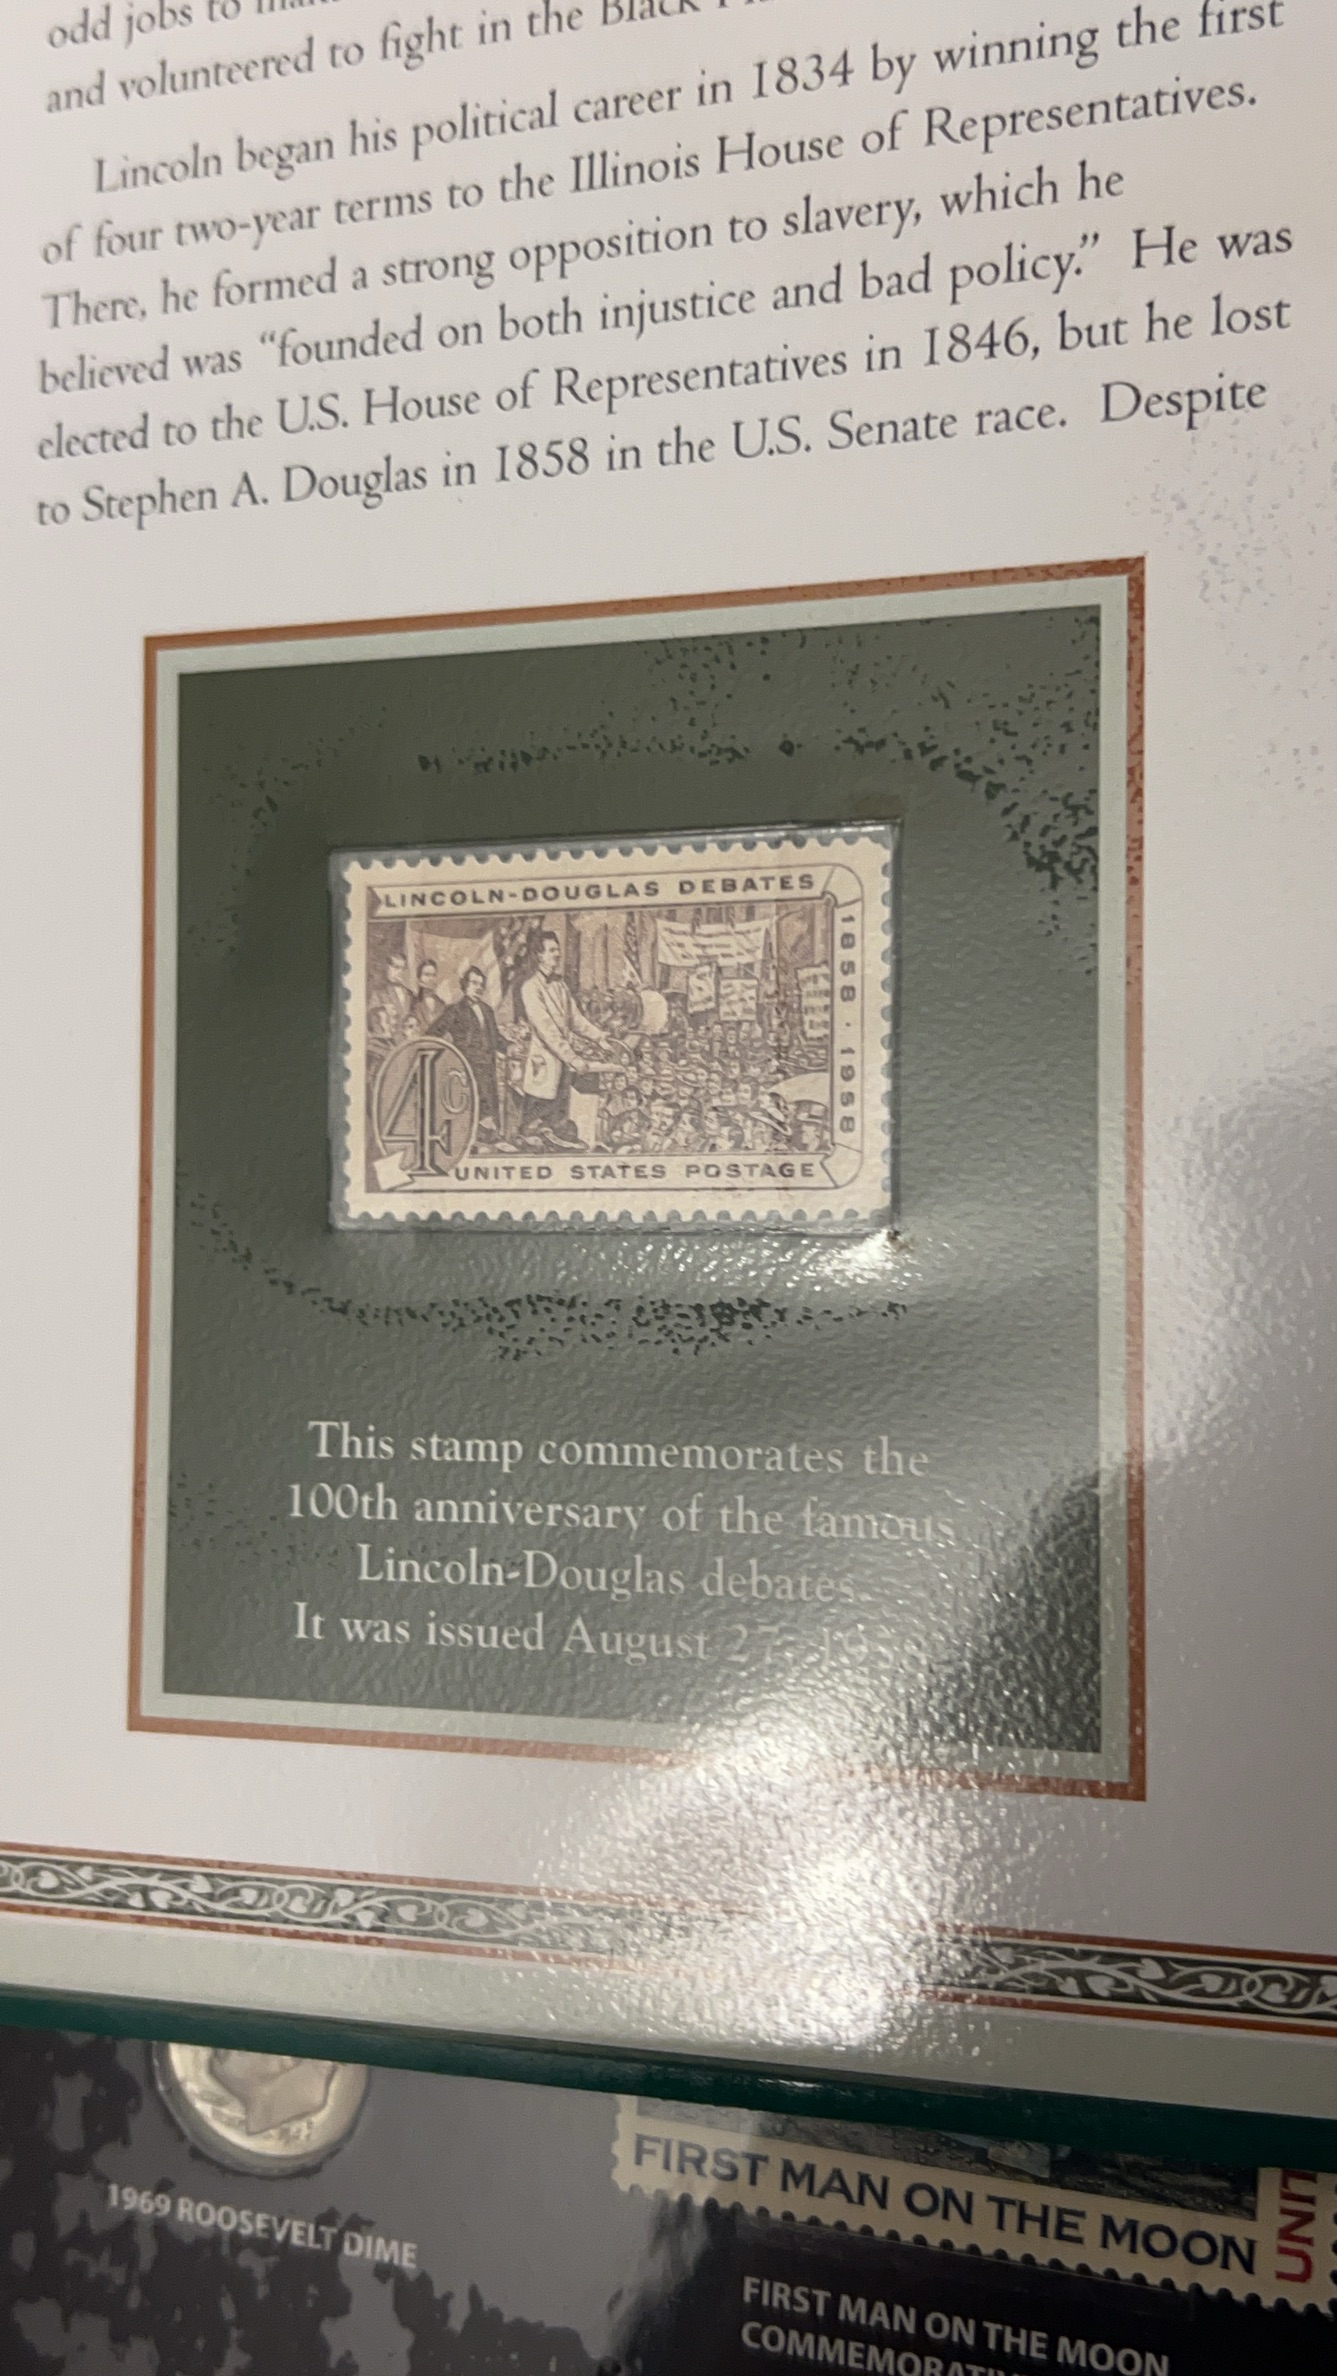 odd jobs to
and volunteered to fight in the Black
Lincoln began his political career in 1834 by winning the first
of four two-year terms to the Illinois House of Representatives.
There, he formed a strong opposition to slavery, which he
believed was “founded on both injustice and bad policy.” He was
elected to the U.S. House of Representatives in 1846, but he lost
to Stephen A. Douglas in 1858 in the U.S. Senate race. Despite
LINCOLN-DOUGLAS DEBATES
1858 · 1958
4c
UNITED STATES POSTAGE
This stamp commemorates the
100th anniversary of the famous
Lincoln-Douglas debates.
It was issued August 27, 1958
1969 ROOSEVELT DIME
FIRST MAN ON THE MOON
FIRST MAN ON THE MOON